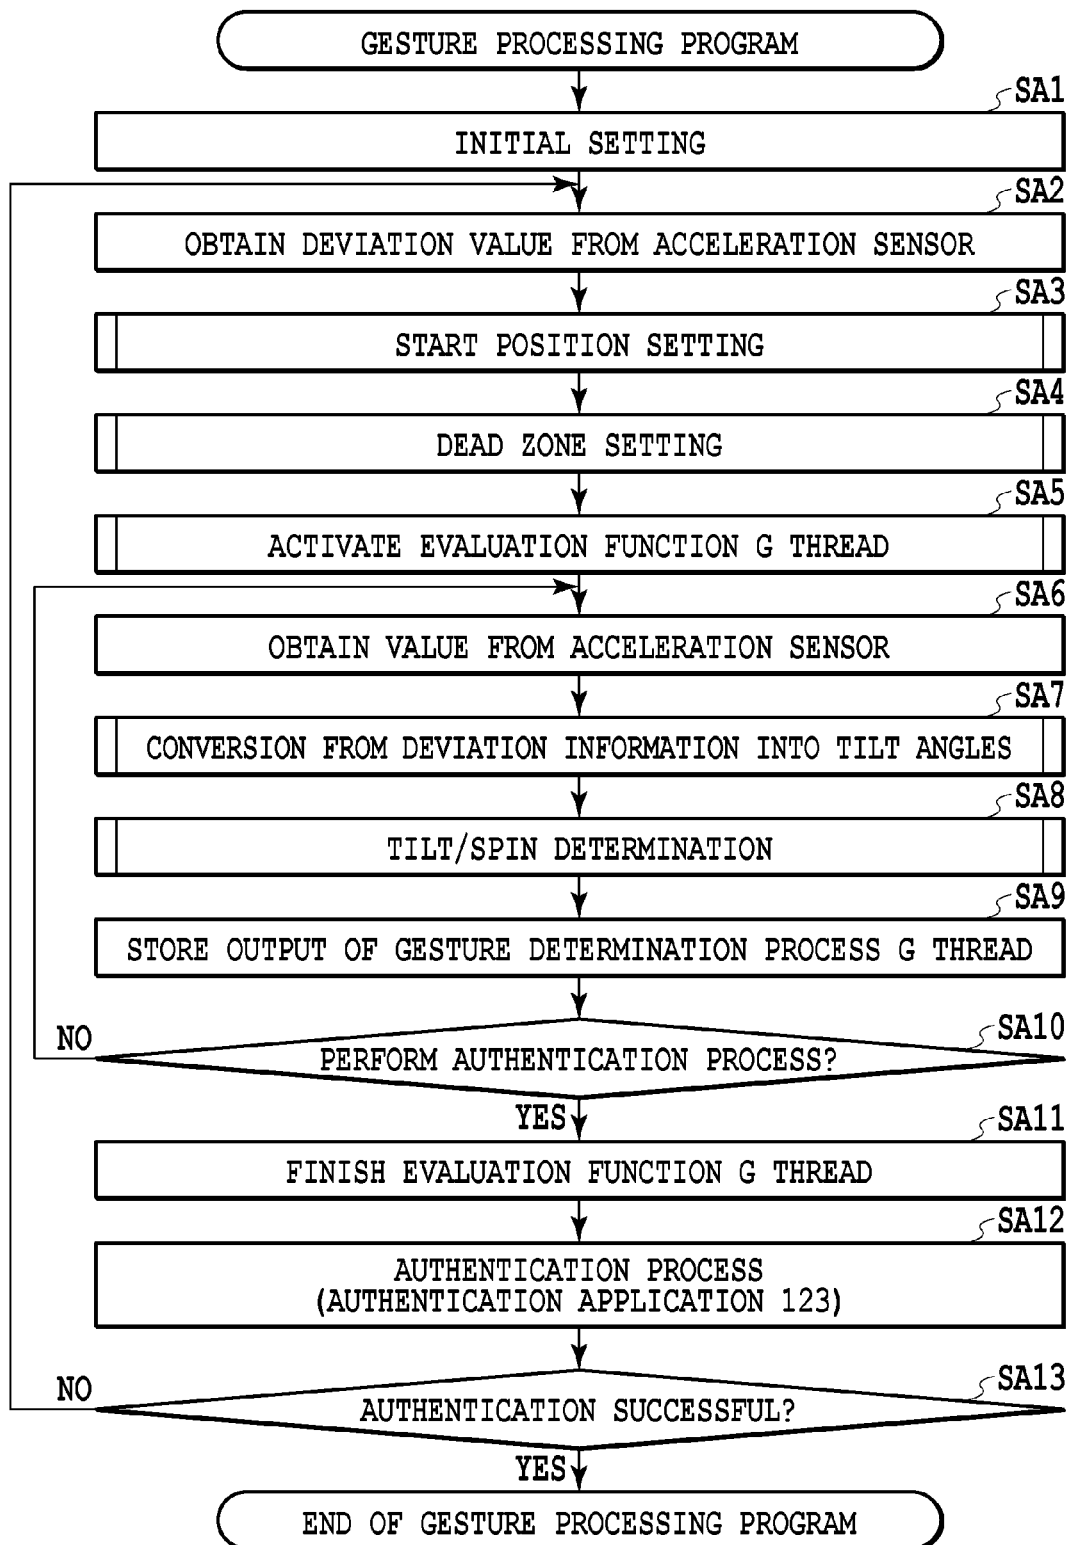 GESTURE PROCESSING PROGRAM
SA1
INITIAL SETTING
SA2
OBTAIN DEVIATION VALUE FROM ACCELERATION SENSOR
SA3
START POSITION SETTING
SA4
DEAD ZONE SETTING
SA5
ACTIVATE EVALUATION FUNCTION G THREAD
SA6
OBTAIN VALUE FROM ACCELERATION SENSOR
SA7
CONVERSION FROM DEVIATION INFORMATION INTO TILT ANGLES
SA8
TILT/SPIN DETERMINATION
SA9
STORE OUTPUT OF GESTURE DETERMINATION PROCESS G THREAD
SA10
NO
PERFORM AUTHENTICATION PROCESS?
YES
SA11
FINISH EVALUATION FUNCTION G THREAD
SA12
AUTHENTICATION PROCESS
(AUTHENTICATION APPLICATION 123)
SA13
NO
AUTHENTICATION SUCCESSFUL?
YES
END OF GESTURE PROCESSING PROGRAM